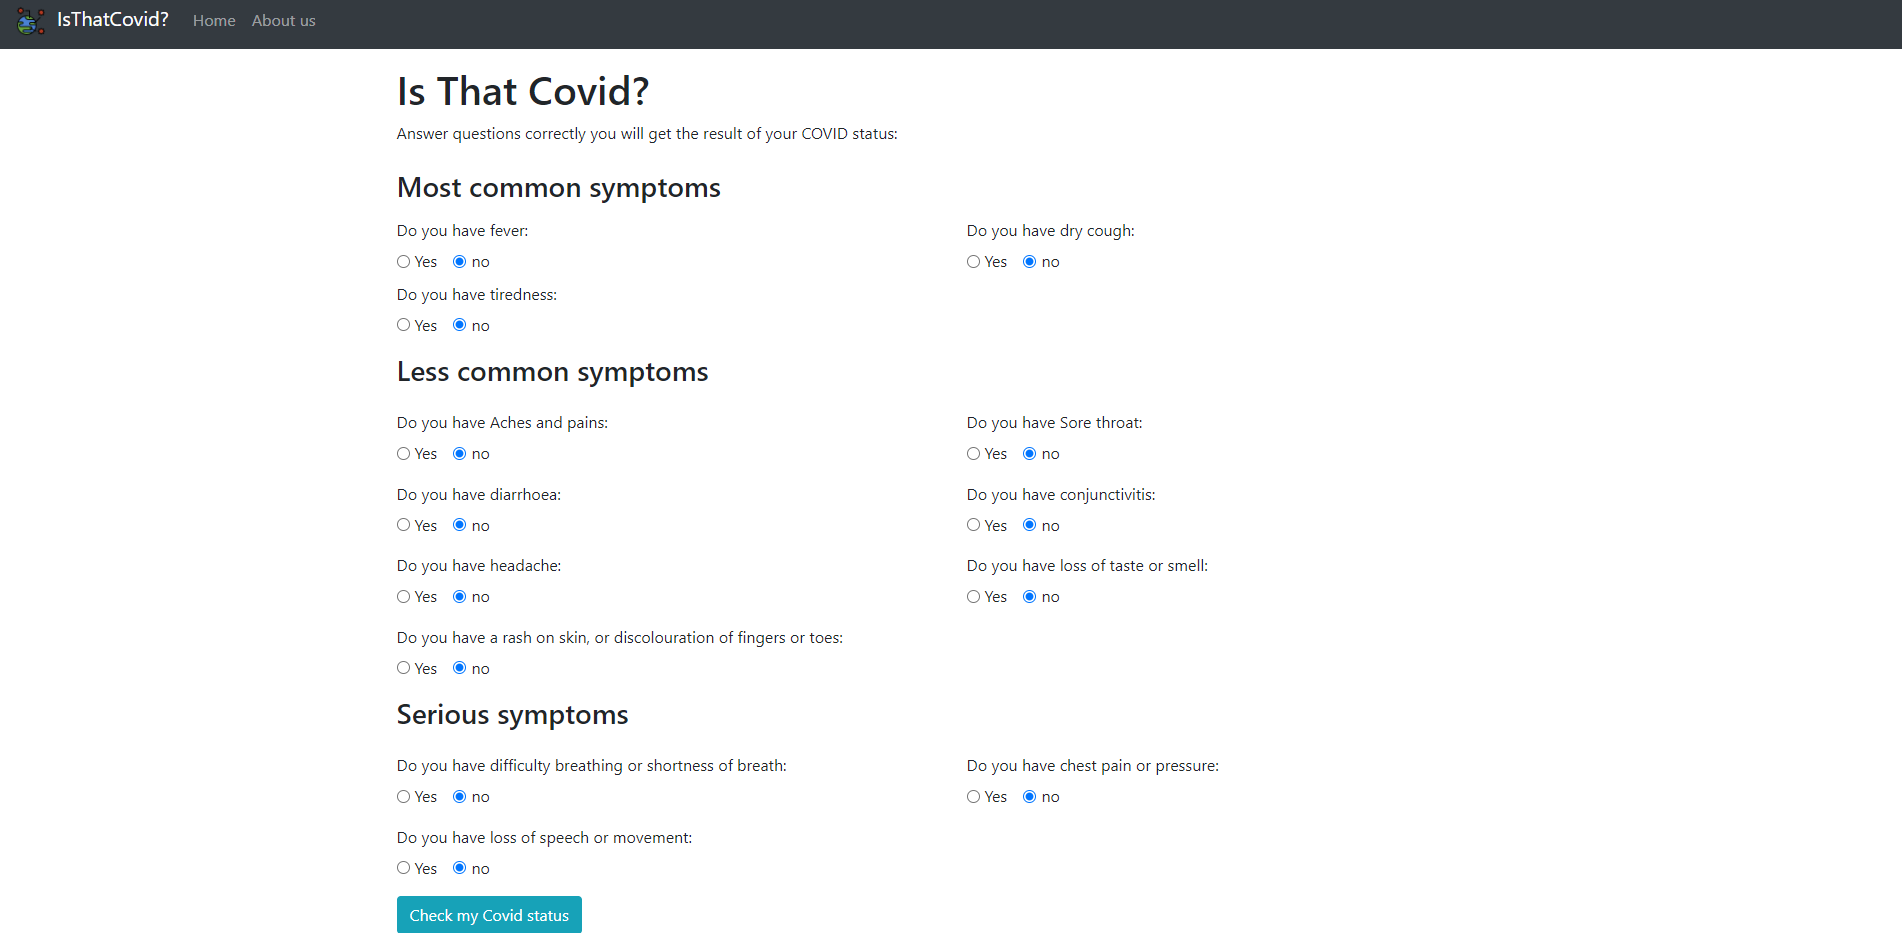 IsThatCovid? Home About us
Is That Covid?
Answer questions correctly you will get the result of your COVID status:
Most common symptoms
Do you have fever: Do you have dry cough:
Yes no Yes no
Do you have tiredness:
Yes no
Less common symptoms
Do you have Aches and pains: Do you have Sore throat:
Yes no Yes no
Do you have diarrhoea: Do you have conjunctivitis:
Yes no Yes no
Do you have headache: Do you have loss of taste or smell:
Yes no Yes no
Do you have a rash on skin, or discolouration of fingers or toes:
Yes no
Serious symptoms
Do you have difficulty breathing or shortness of breath: Do you have chest pain or pressure:
Yes no Yes no
Do you have loss of speech or movement:
Yes no
Check my Covid status